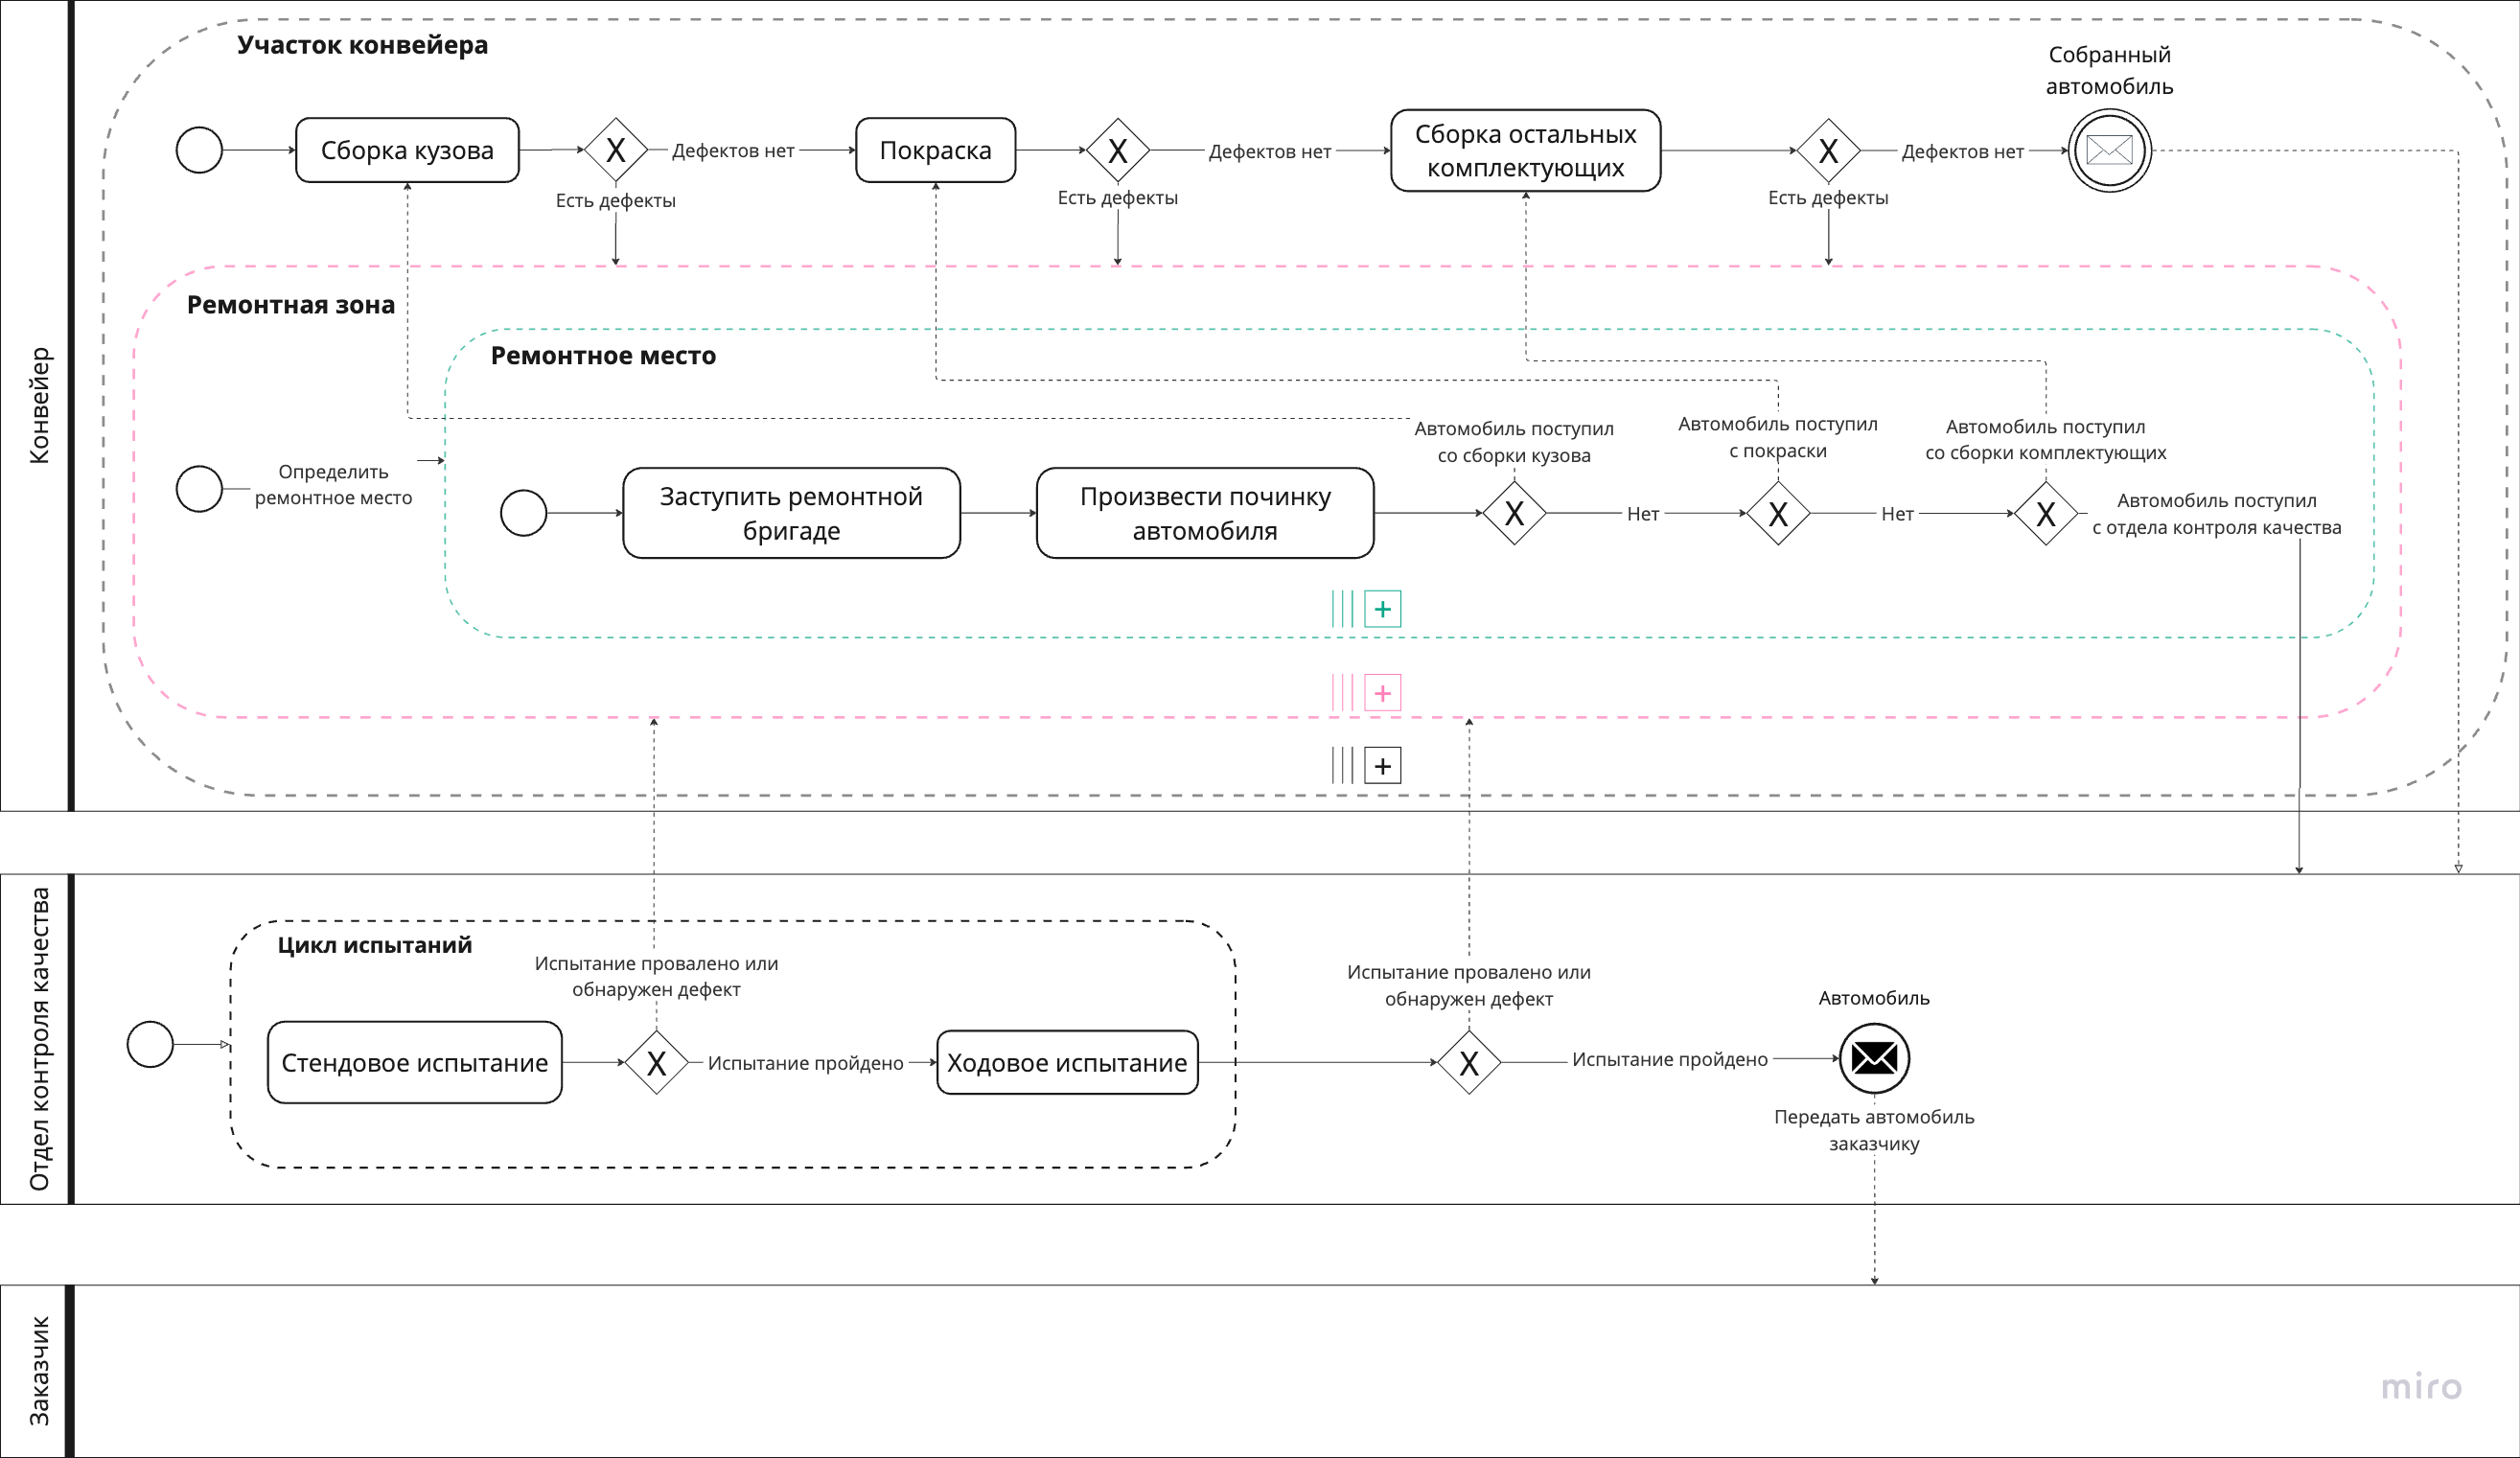 Конвейер
Участок конвейера
Собранный
автомобиль
Сборка кузова
X
Дефектов нет
Покраска
X
Дефектов нет
Сборка остальных
комплектующих
X
Дефектов нет
Есть дефекты
Есть дефекты
Есть дефекты
Ремонтная зона
Ремонтное место
Определить
ремонтное место
Заступить ремонтной
бригаде
Произвести починку
автомобиля
Автомобиль поступил
со сборки кузова
X
Нет
Автомобиль поступил
с покраски
X
Нет
Автомобиль поступил
со сборки комплектующих
X
Автомобиль поступил
с отдела контроля качества
Отдел контроля качества
Цикл испытаний
Испытание провалено или
обнаружен дефект
Стендовое испытание
X
Испытание пройдено
Ходовое испытание
Испытание провалено или
обнаружен дефект
X
Испытание пройдено
Автомобиль
Передать автомобиль
заказчику
Заказчик
miro